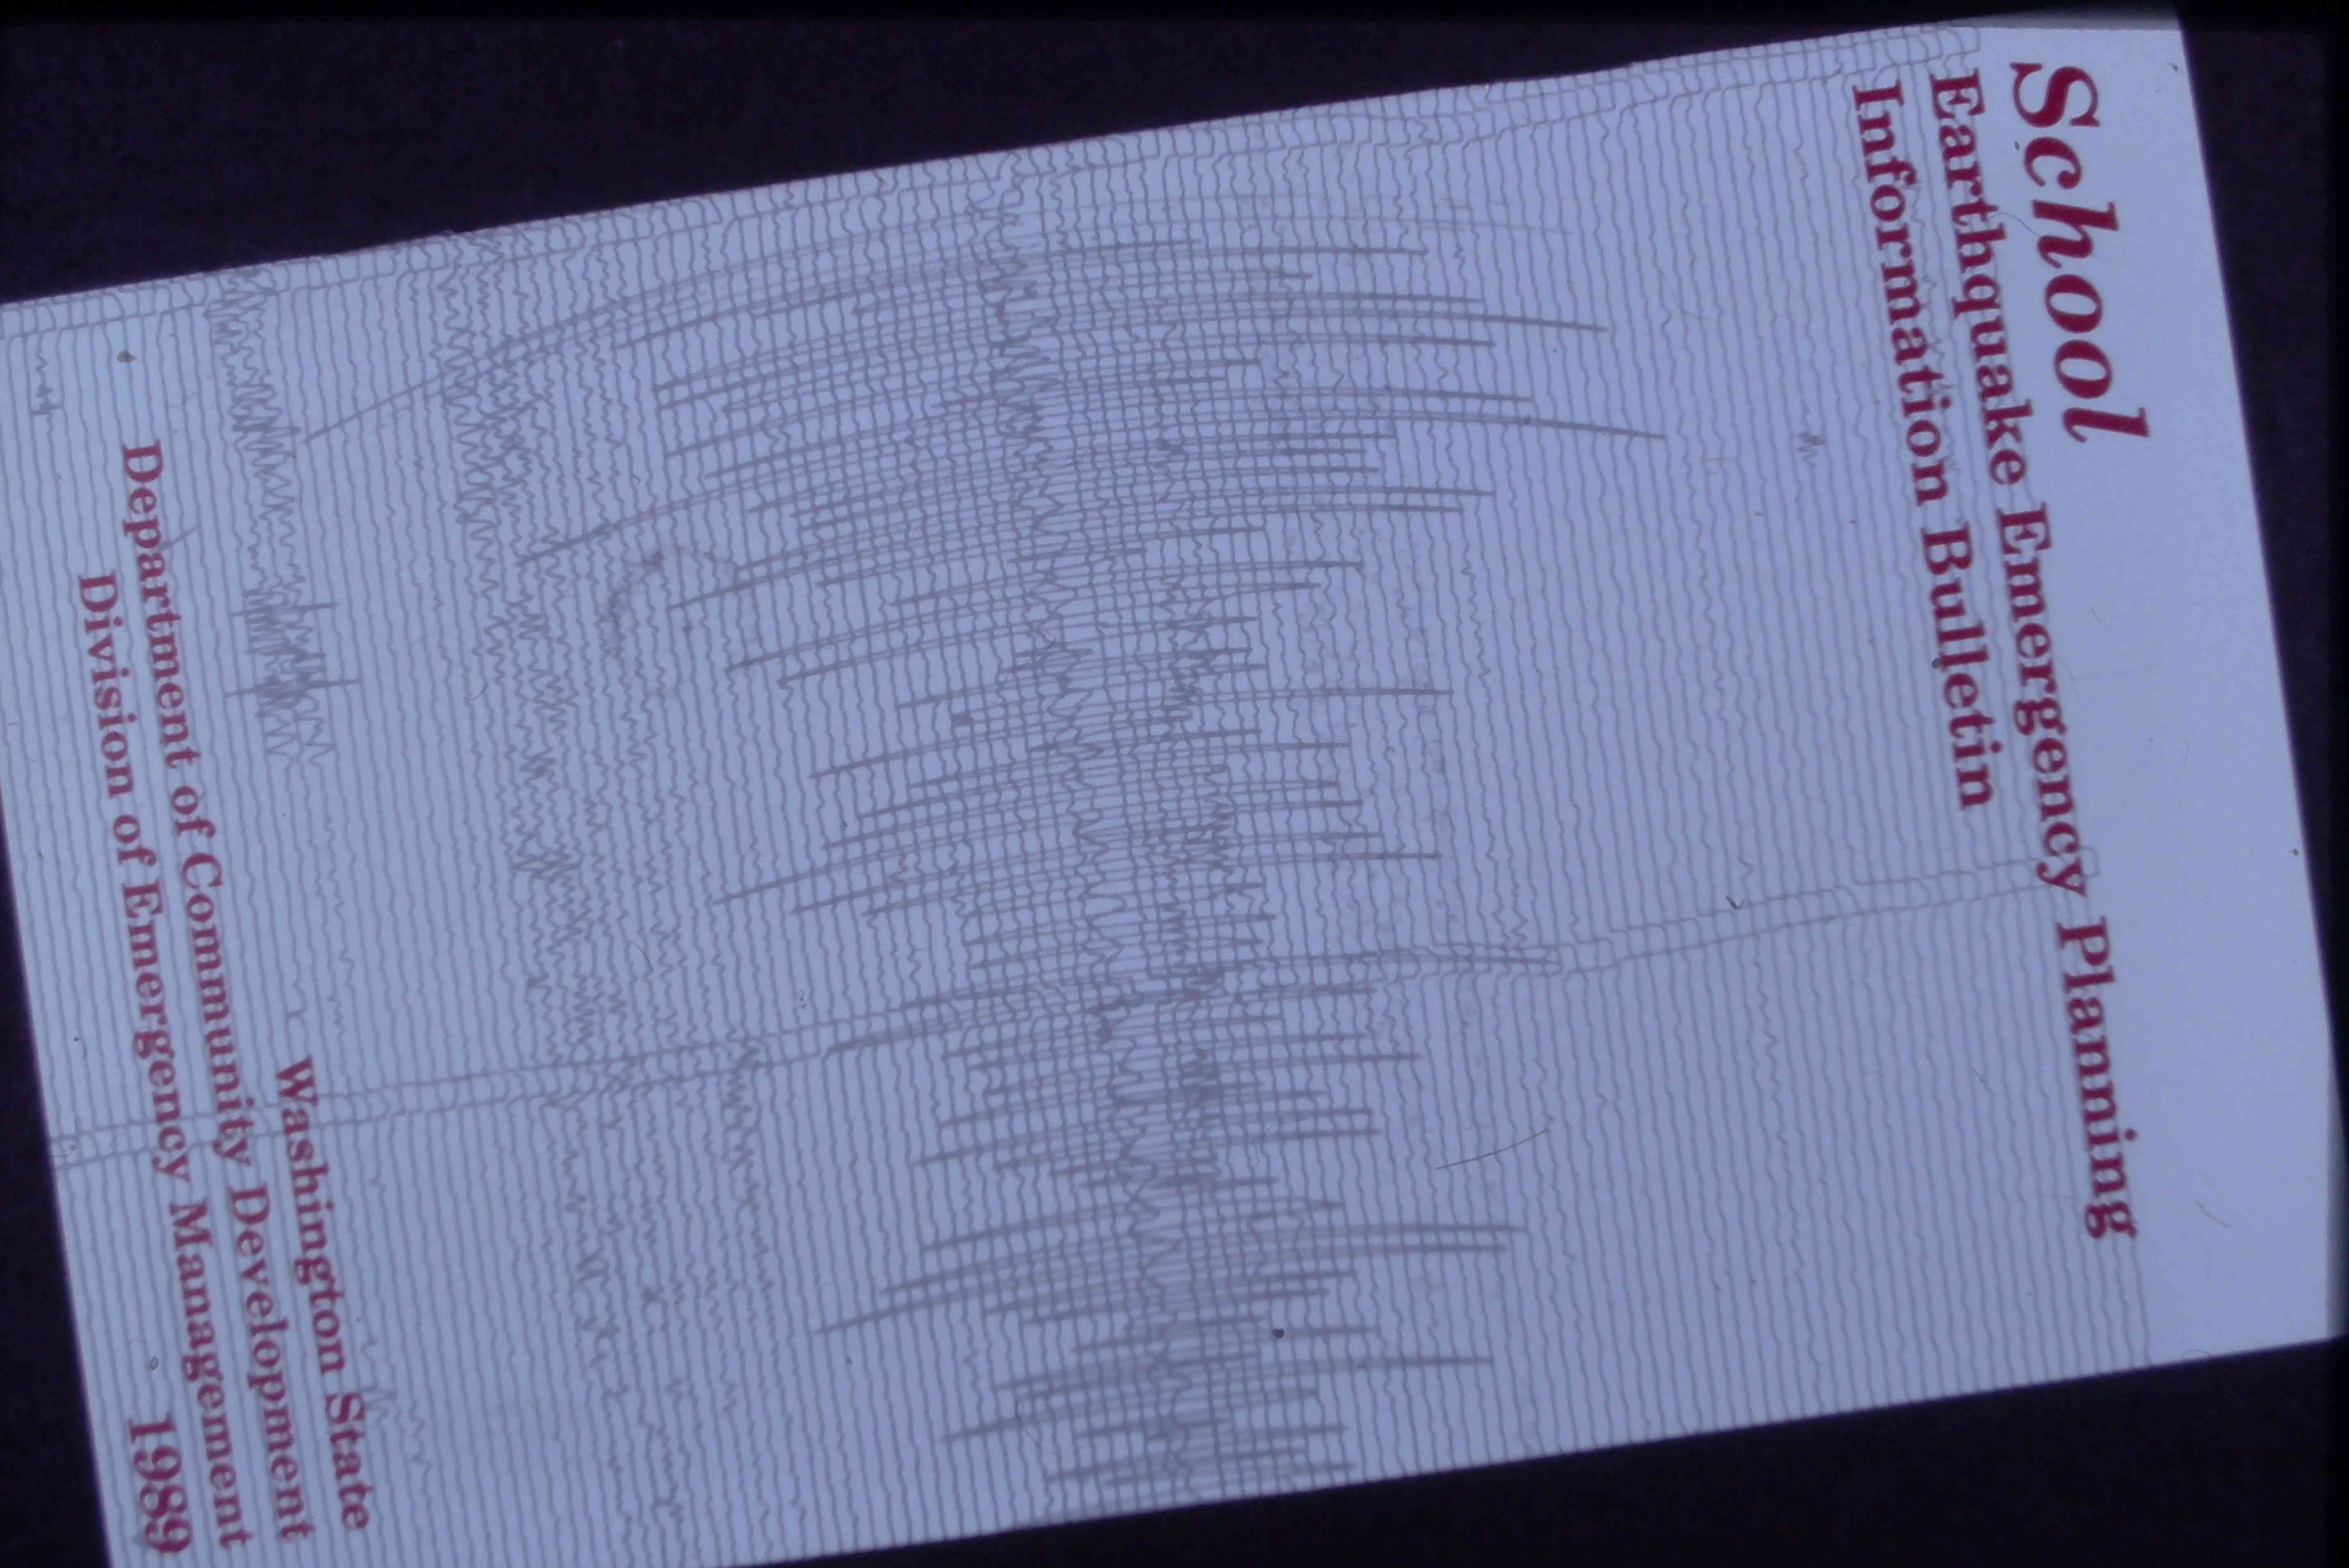 School
Earthquake Emergency Planning
Information Bulletin
Washington State
Department of Community Development
Division of Emergency Management
1989